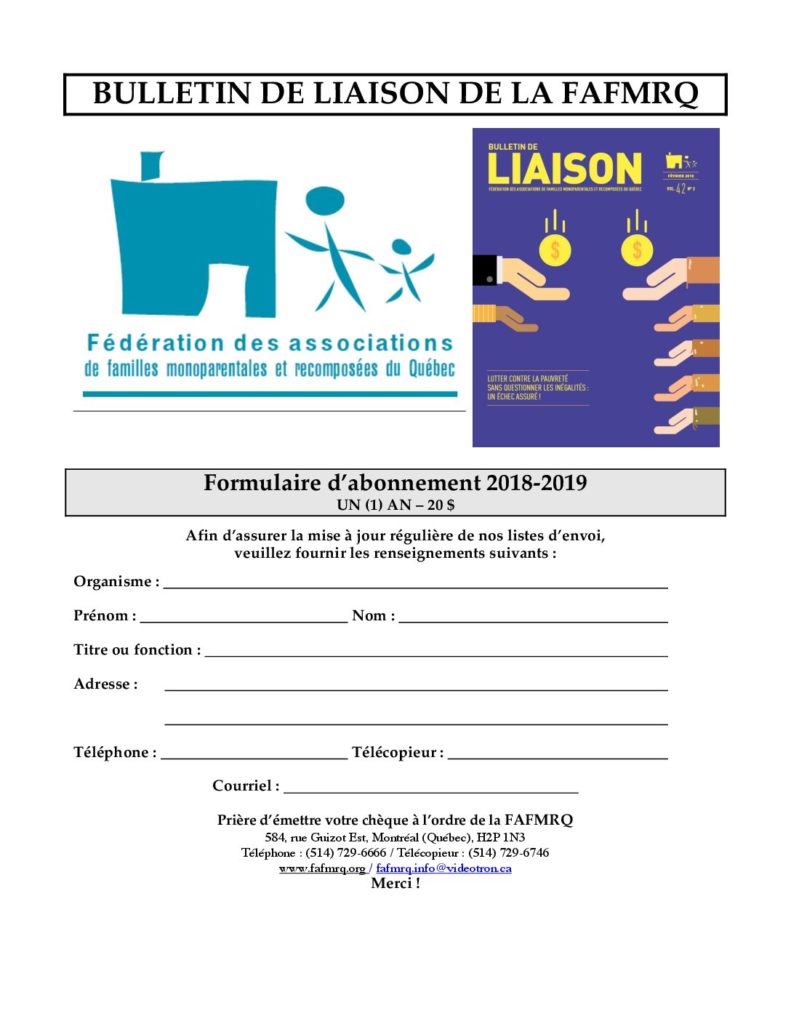 BULLETIN DE LIAISON DE LA FAFMRQ
Fédération des associations
de familles monoparentales et recomposées du Québec
BULLETIN DE
LIAISON
FÉDÉRATION DES ASSOCIATIONS DE FAMILLES MONOPARENTALES ET RECOMPOSÉES DU QUÉBEC
FÉVRIER 2018
VOL. 42 N° 3
$ $
LUTTER CONTRE LA PAUVRETÉ
SANS QUESTIONNER LES INÉGALITÉS :
UN ÉCHEC ASSURÉ !
Formulaire d’abonnement 2018-2019
UN (1) AN – 20 $
Afin d’assurer la mise à jour régulière de nos listes d’envoi,
veuillez fournir les renseignements suivants :
Organisme :
Prénom : Nom :
Titre ou fonction :
Adresse :
Téléphone : Télécopieur :
Courriel :
Prière d’émettre votre chèque à l’ordre de la FAFMRQ
584, rue Guizot Est, Montréal (Québec), H2P 1N3
Téléphone : (514) 729-6666 / Télécopieur : (514) 729-6746
www.fafmrq.org / fafmrq.info@videotron.ca
Merci !